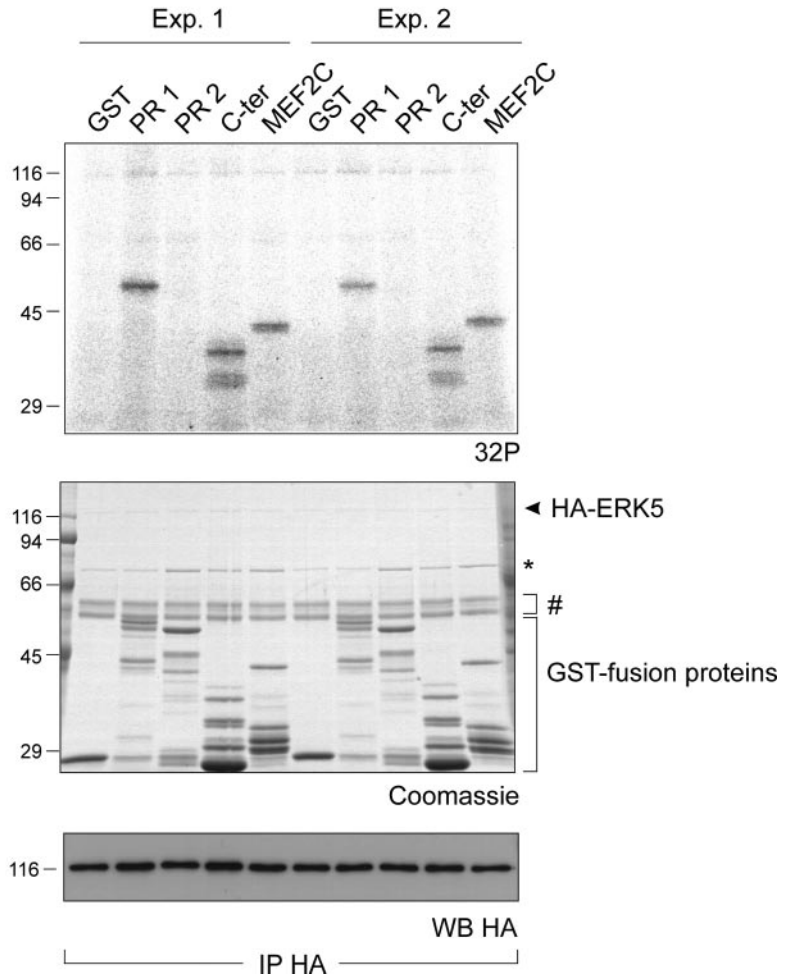 Exp. 1 Exp. 2
GST PR 1 PR 2 C-ter MEF2C GST PR 1 PR 2 C-ter MEF2C
116
94
66
45
29
32P
116
94
66
45
29
HA-ERK5
*
#
GST-fusion proteins
Coomassie
116
WB HA
IP HA